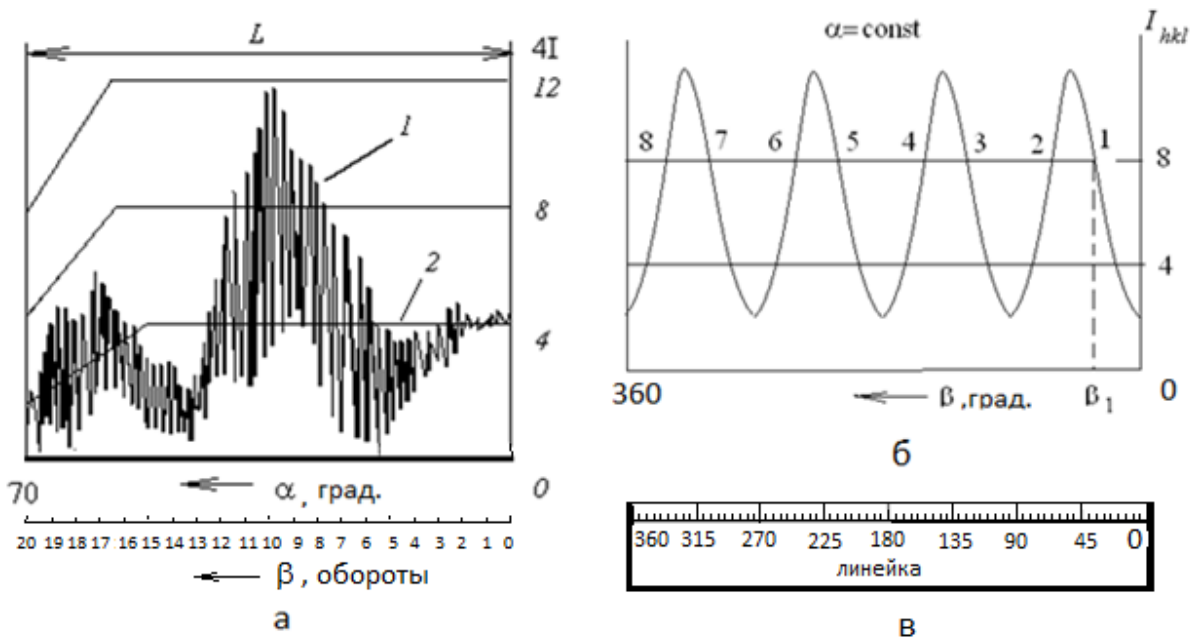 L
4I
12
1
8
2
4
70
α, град.
0
20 19 18 17 16 15 14 13 12 11 10 9 8 7 6 5 4 3 2 1 0
β, обороты
а
α=const
I hkl
8 7 6 5 4 3 2 1
8
4
360
β,град.
β1
0
б
360 315 270 225 180 135 90 45 0
линейка
в